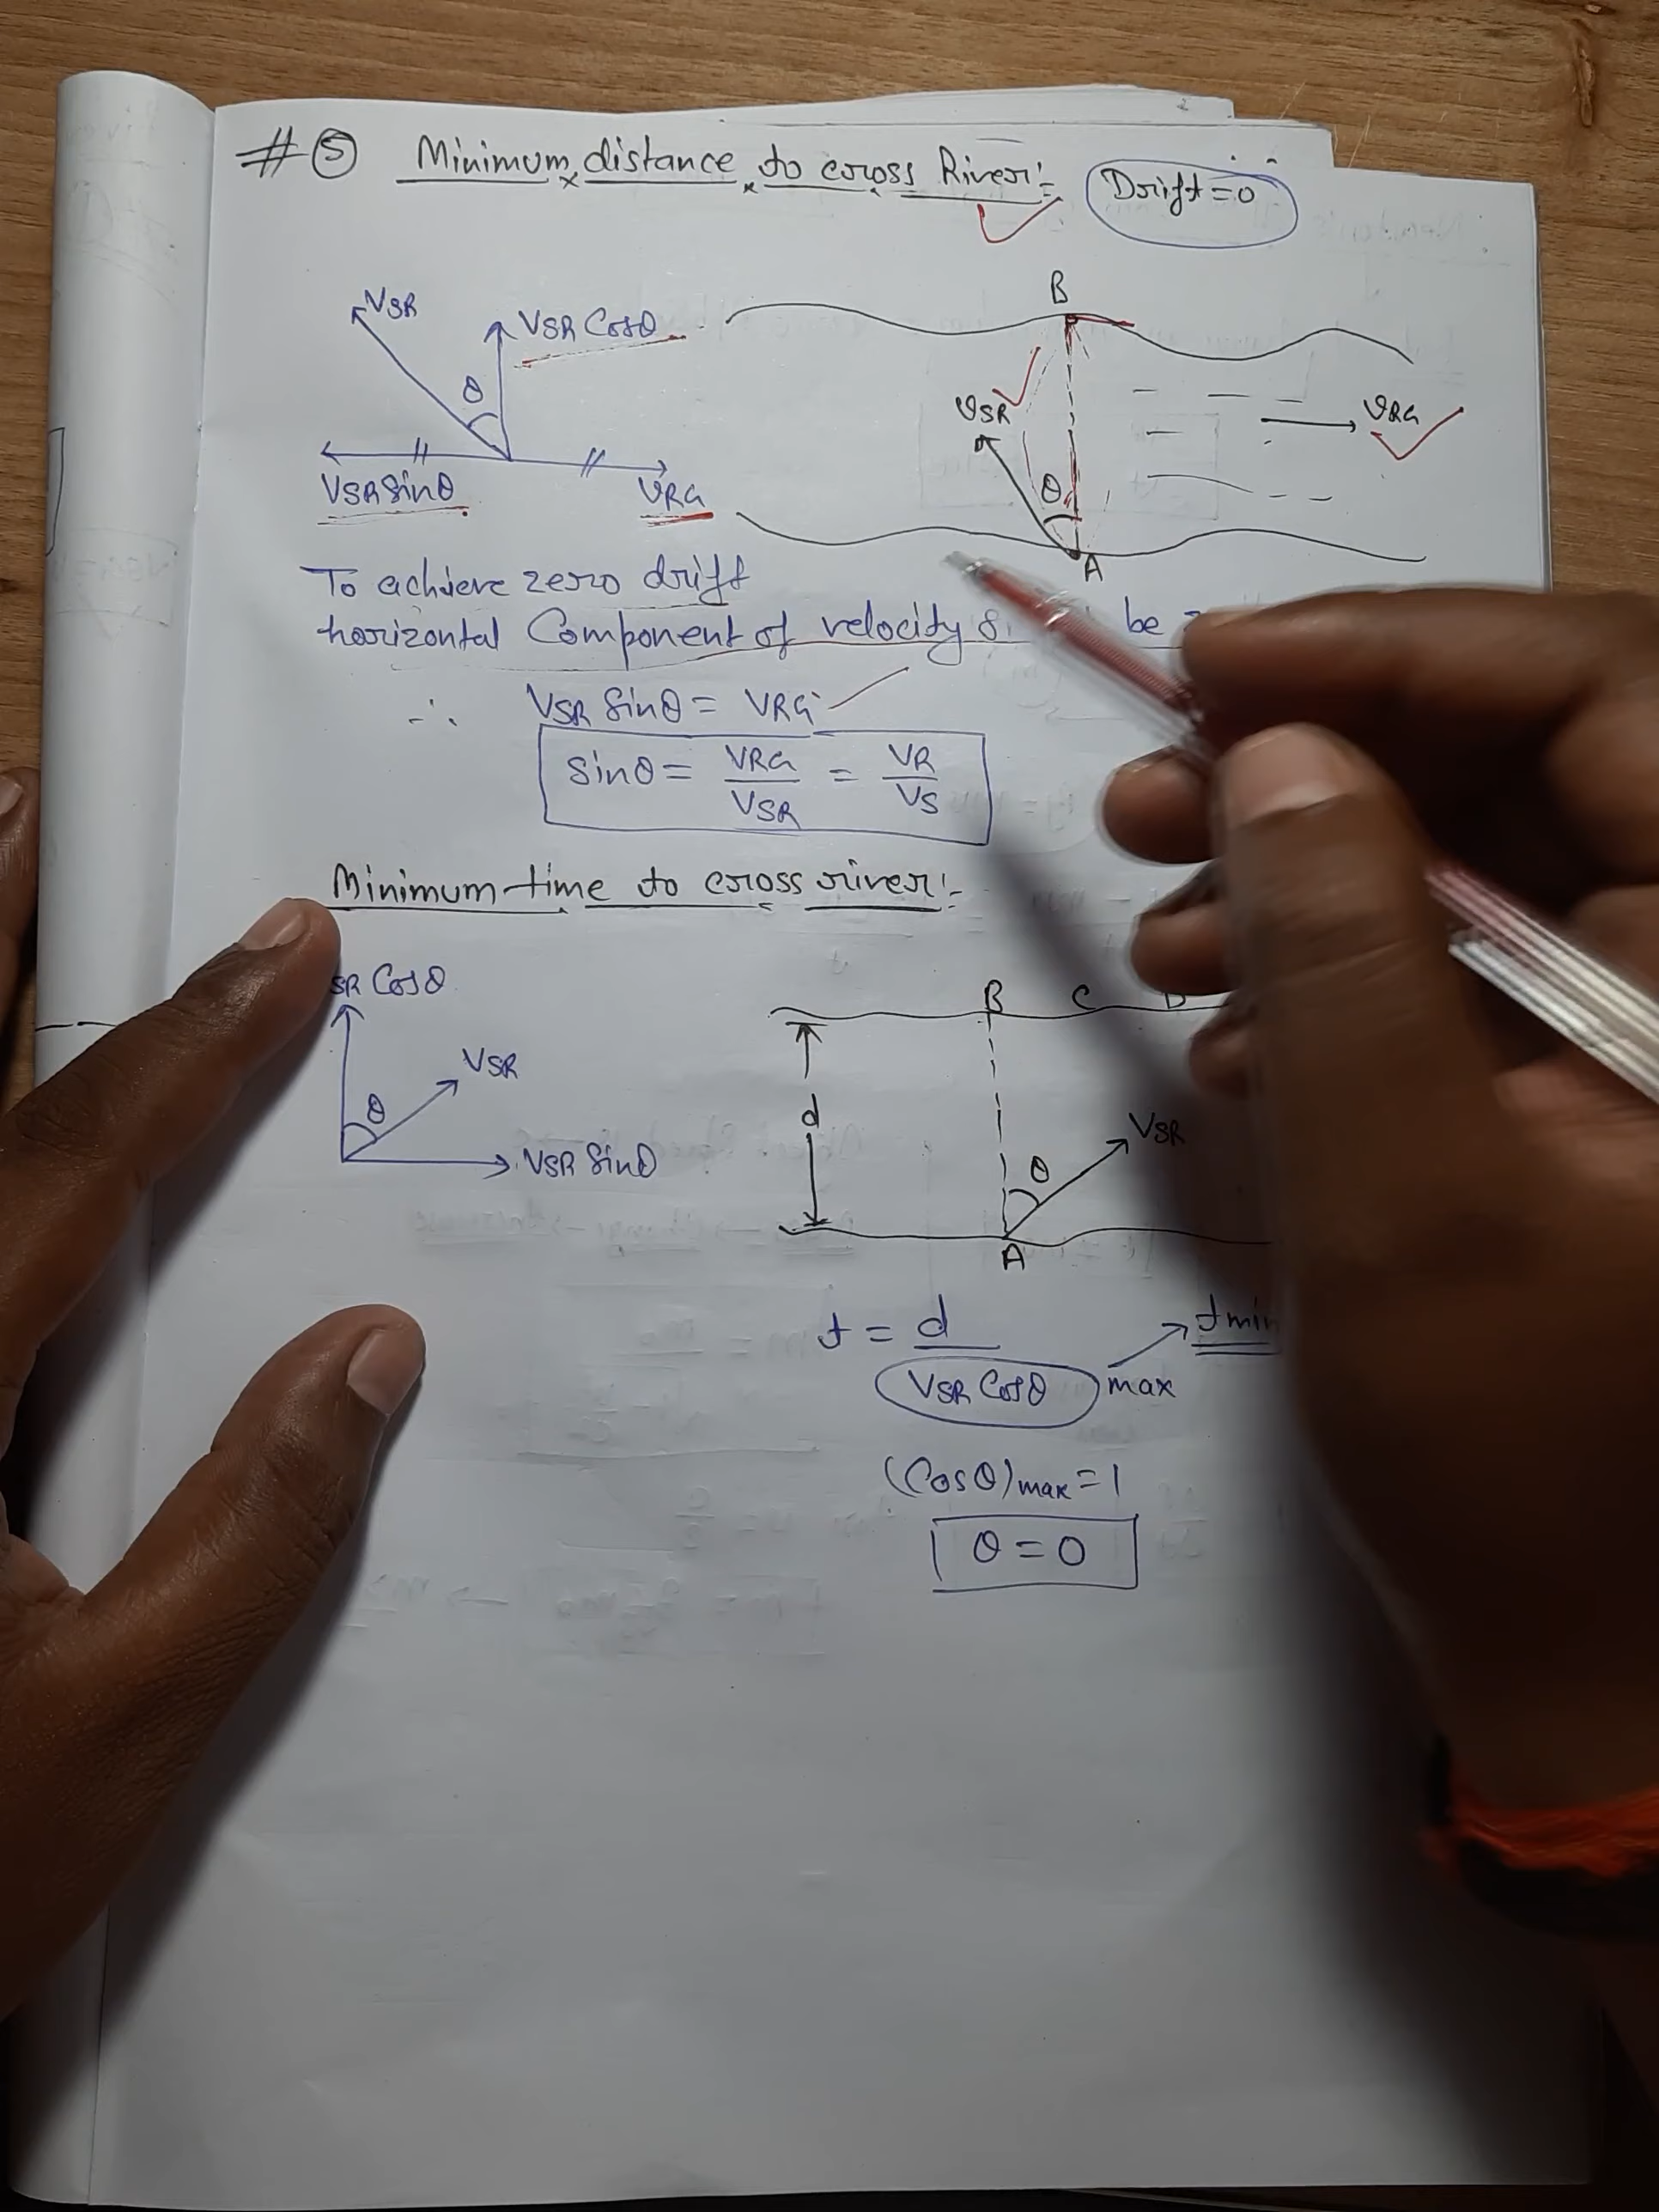 # ⑤ Minimum distance to cross River:-
Drift = 0
VSR
VSR Cosθ
θ
VSR Sinθ
VRG
B
VSR
VRG
θ
A
To achieve zero drift
horizontal Component of velocity be
∴ VSR Sinθ = VRG
Sinθ = VRG/VSR = VR/VS
Minimum time to cross river:-
SR Cosθ
VSR
θ
VSR Sinθ
B C D
d
VSR
θ
A
t = d/VSR Cosθ max → tmin
(Cosθ)max = 1
θ = 0